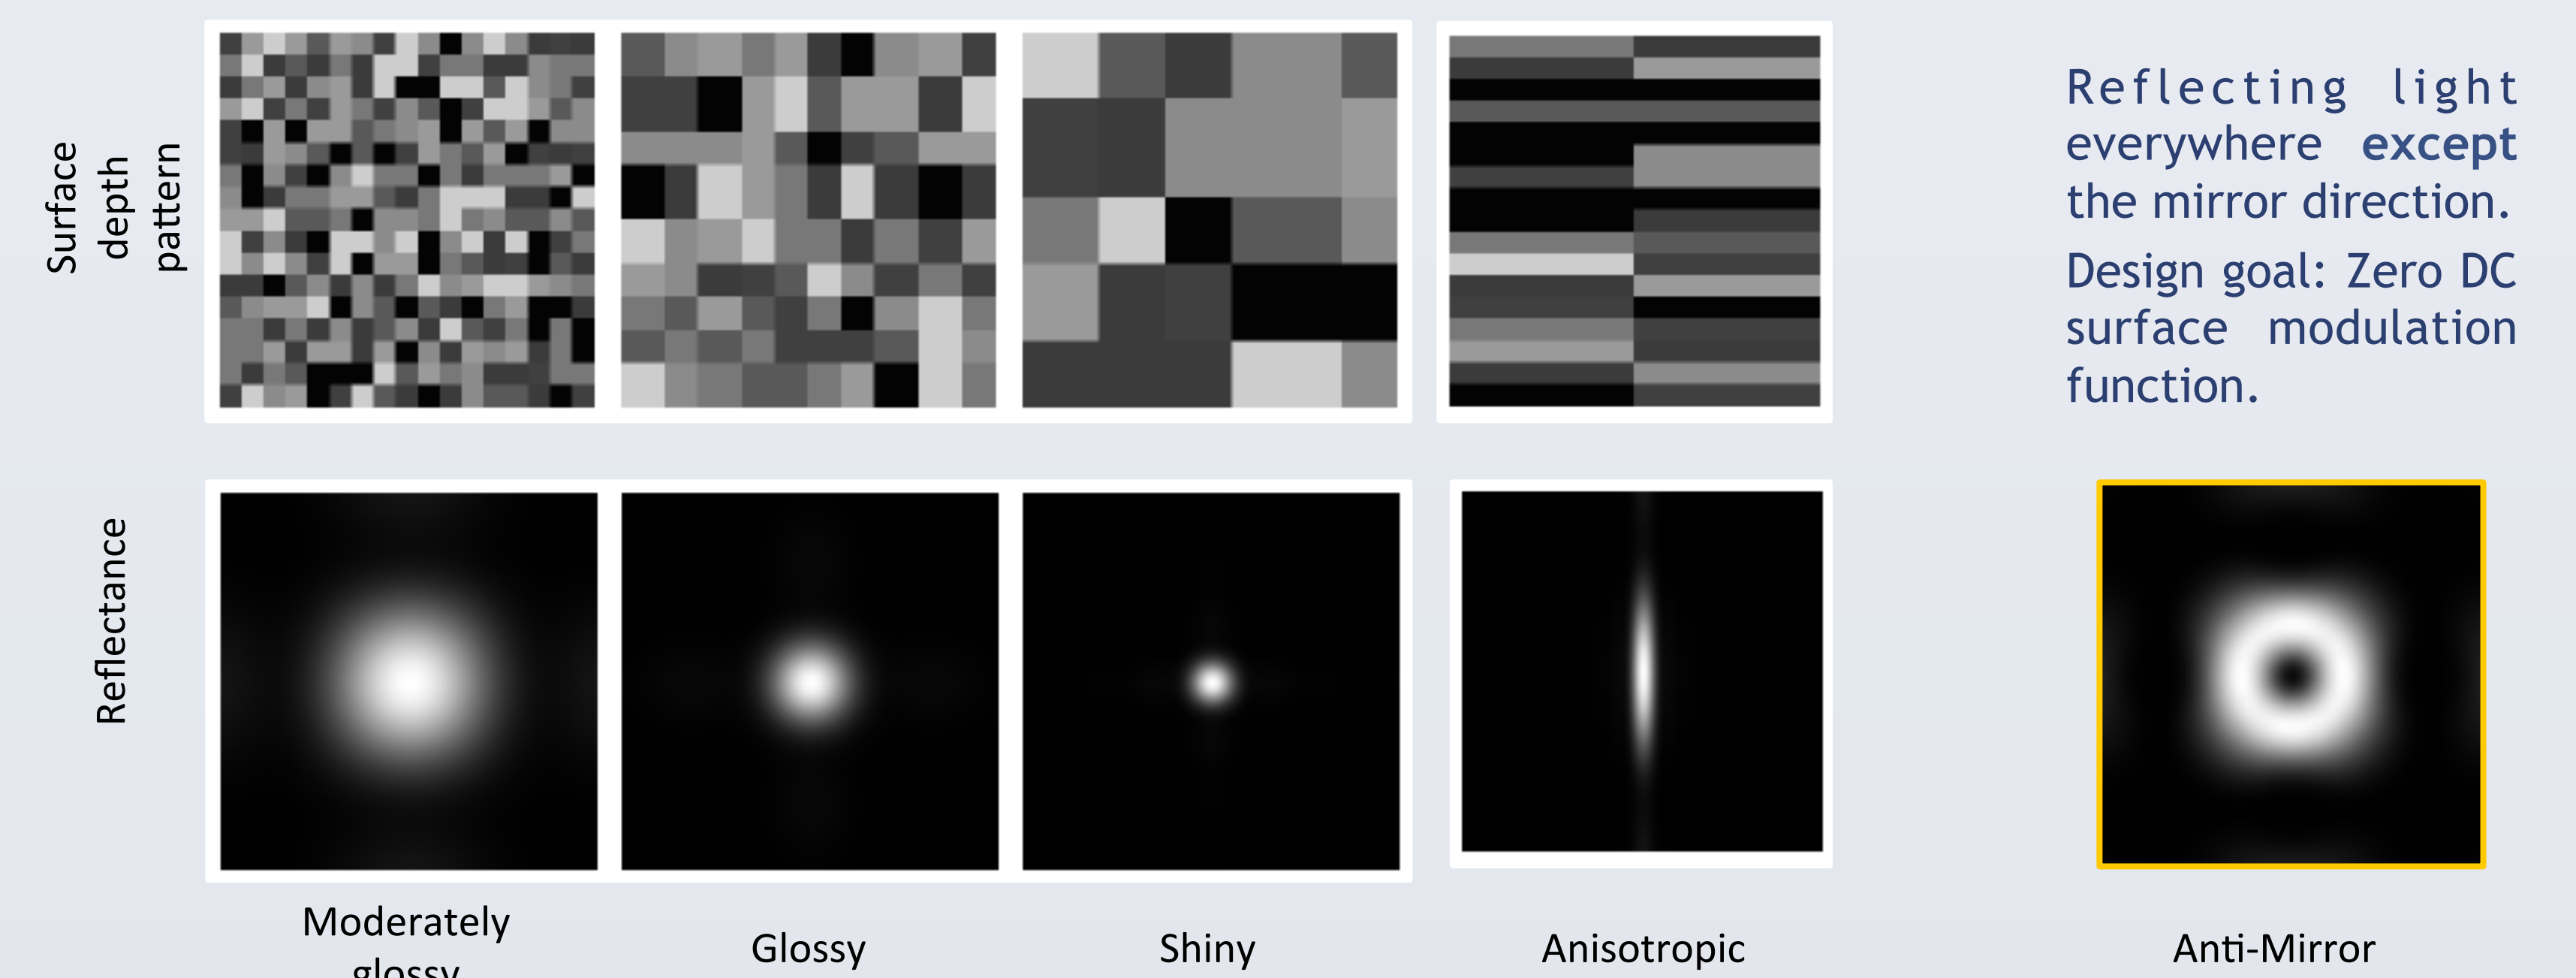 Surface
depth
pattern
Reflecting light
everywhere except
the mirror direction.
Design goal: Zero DC
surface modulation
function.
Reflectance
Moderately
glossy
Glossy
Shiny
Anisotropic
Anti-Mirror